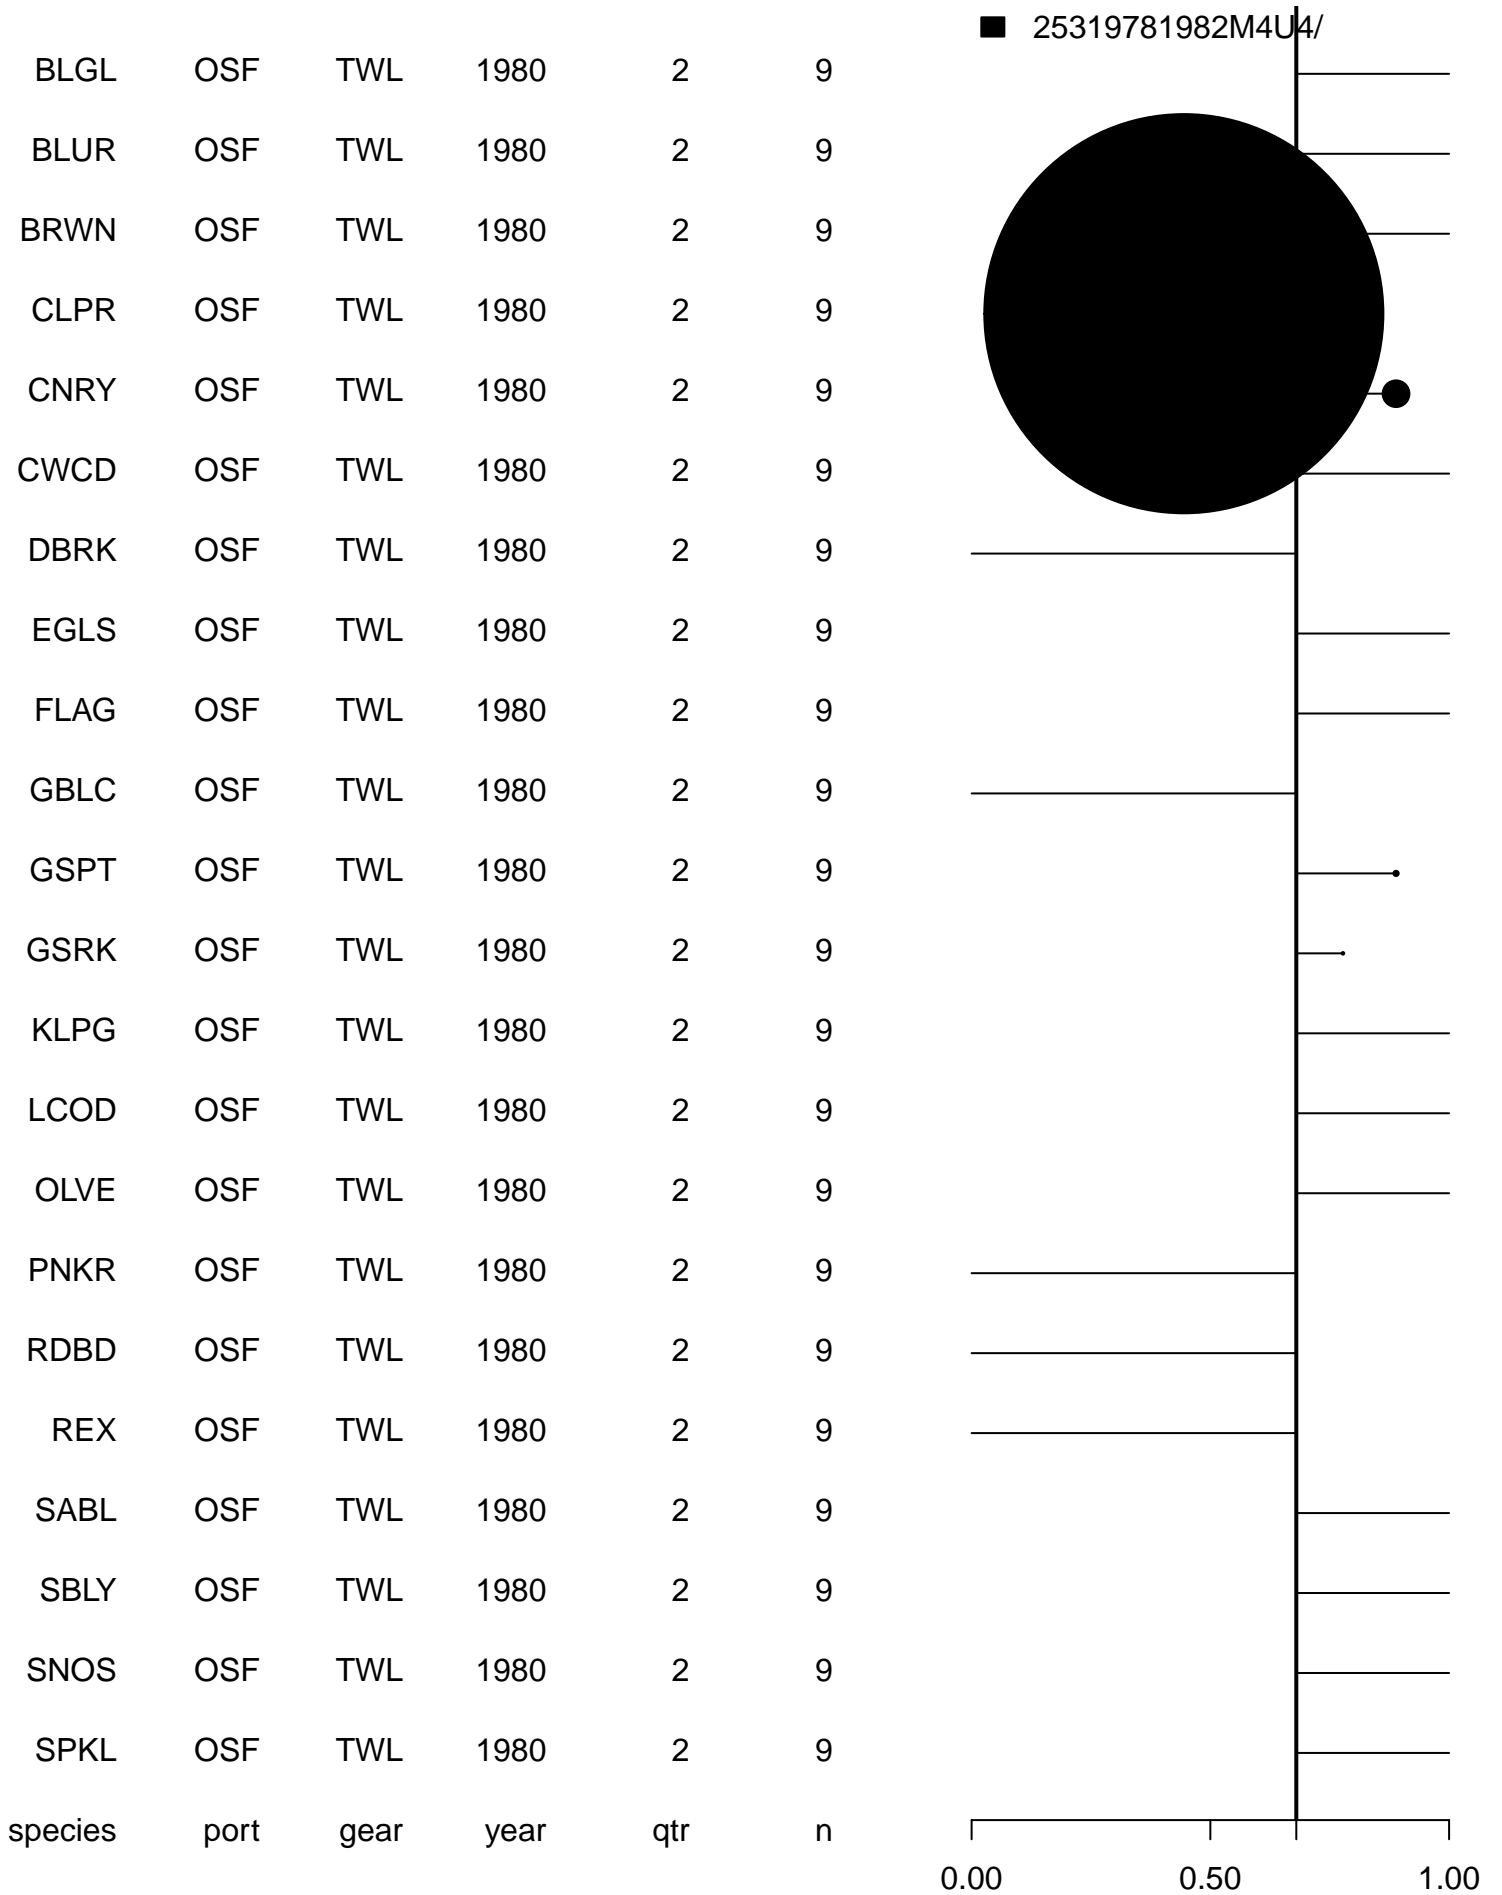 25319781982M4U4/
BLGL OSF TWL 1980 2 9
BLUR OSF TWL 1980 2 9
BRWN OSF TWL 1980 2 9
CLPR OSF TWL 1980 2 9
CNRY OSF TWL 1980 2 9
CWCD OSF TWL 1980 2 9
DBRK OSF TWL 1980 2 9
EGLS OSF TWL 1980 2 9
FLAG OSF TWL 1980 2 9
GBLC OSF TWL 1980 2 9
GSPT OSF TWL 1980 2 9
GSRK OSF TWL 1980 2 9
KLPG OSF TWL 1980 2 9
LCOD OSF TWL 1980 2 9
OLVE OSF TWL 1980 2 9
PNKR OSF TWL 1980 2 9
RDBD OSF TWL 1980 2 9
REX OSF TWL 1980 2 9
SABL OSF TWL 1980 2 9
SBLY OSF TWL 1980 2 9
SNOS OSF TWL 1980 2 9
SPKL OSF TWL 1980 2 9
species port gear year qtr n
0.00 0.50 1.00